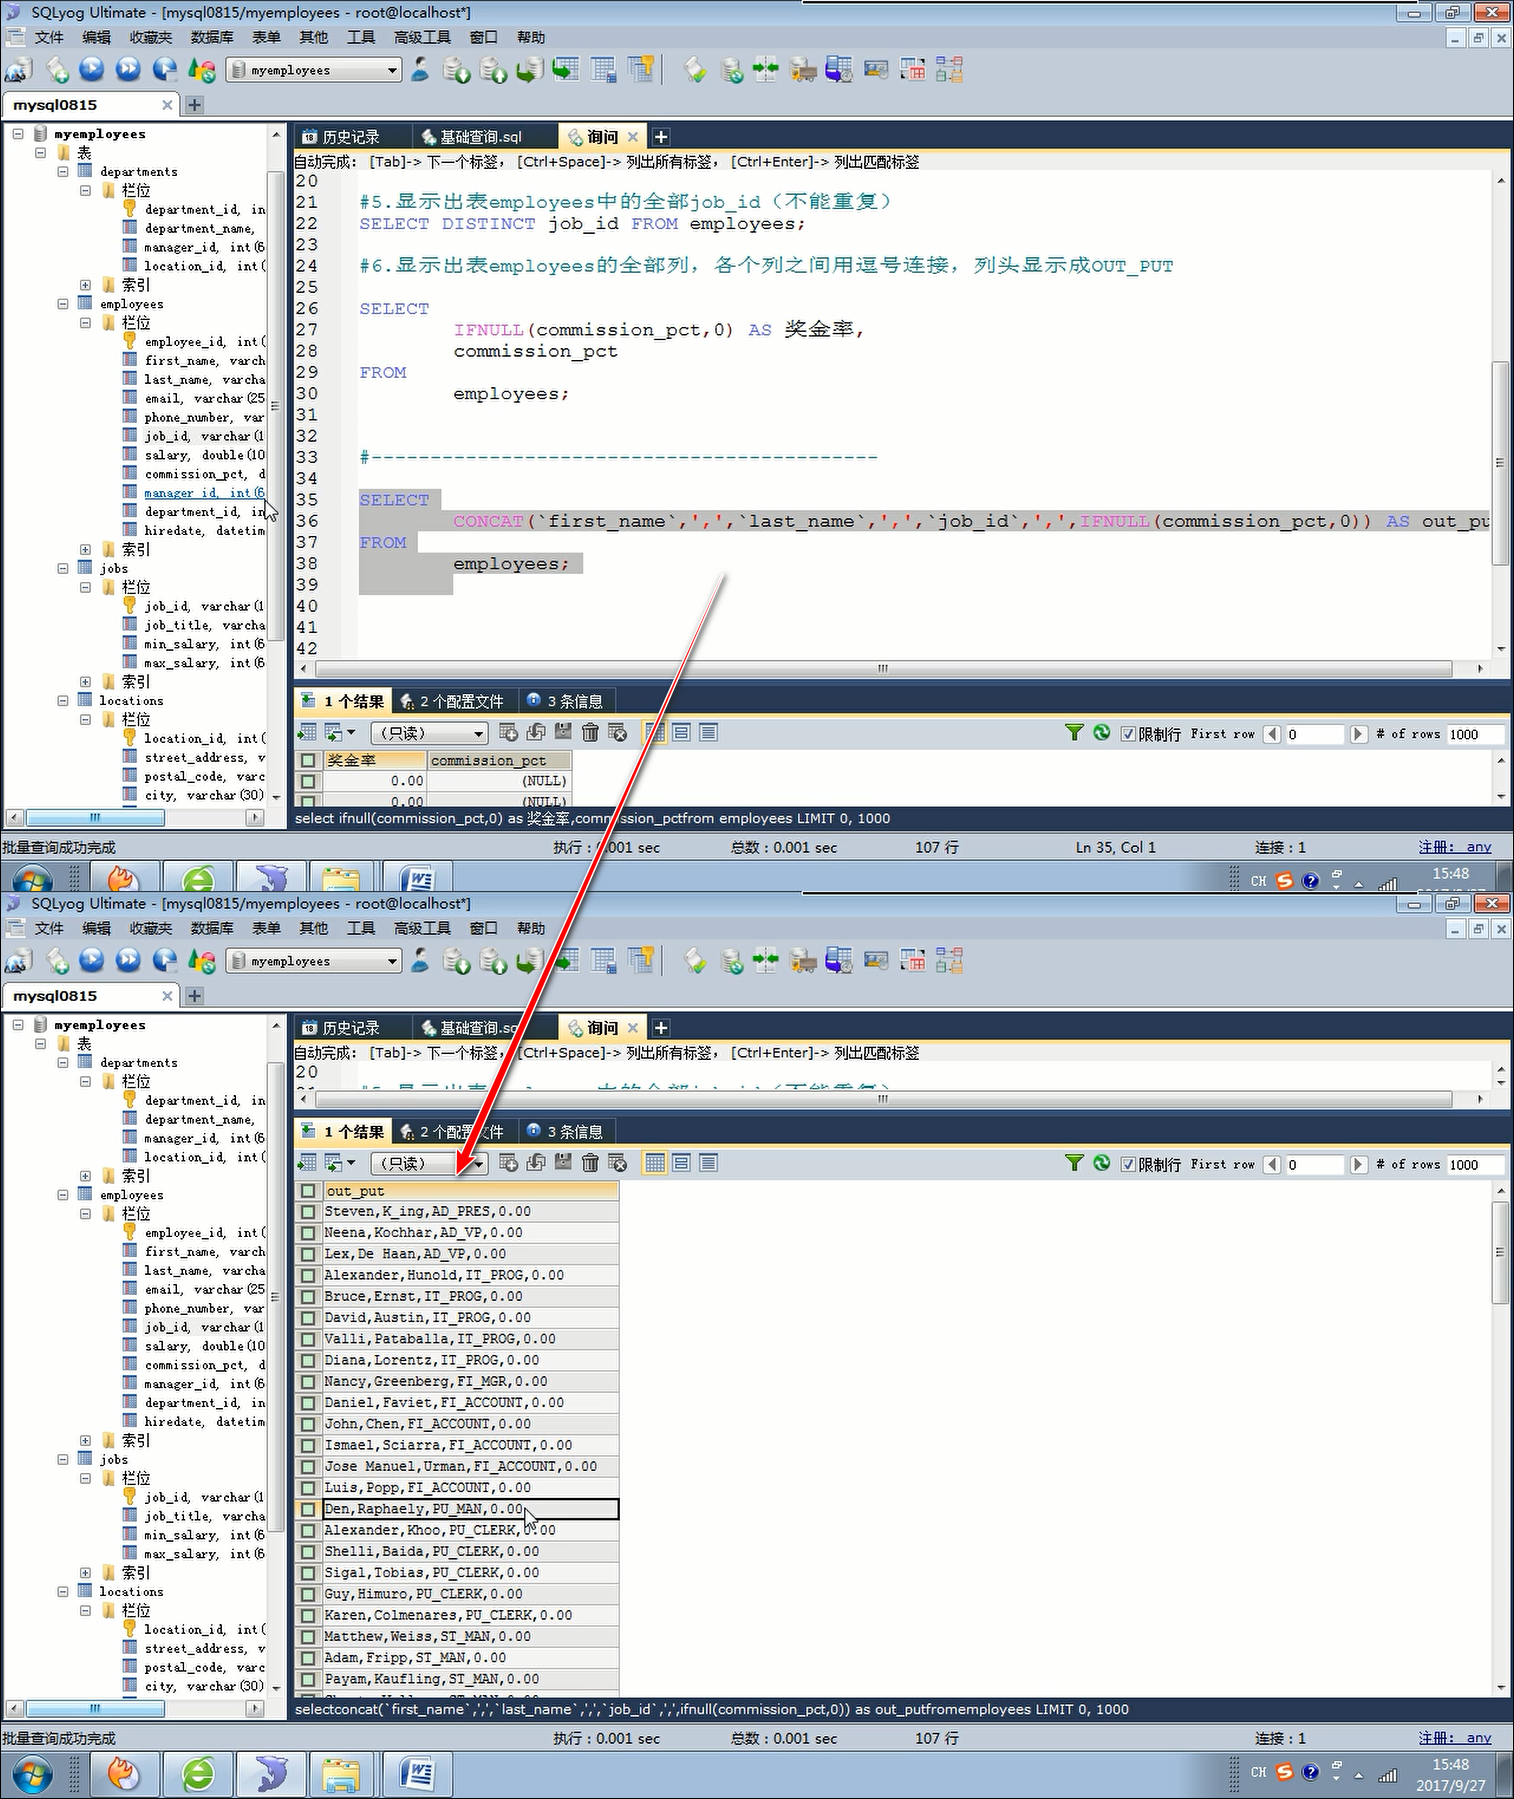 SQLyog Ultimate - [mysql0815/myemployees - root@localhost*]
文件 编辑 收藏夹 数据库 表单 其他 工具 高级工具 窗口 帮助
myemployees
mysql0815
myemployees
表
departments
栏位
department_id, in
department_name,
manager_id, int(6
location_id, int(
索引
employees
栏位
employee_id, int(
first_name, varch
last_name, varcha
email, varchar(25
phone_number, var
job_id, varchar(1
salary, double(10
commission_pct, d
manager_id, int(6
department_id, in
hiredate, datetim
索引
jobs
栏位
job_id, varchar(1
job_title, varcha
min_salary, int(6
max_salary, int(6
索引
locations
栏位
location_id, int(
street_address, v
postal_code, varc
city, varchar(30)
历史记录 基础查询.sql 询问
自动完成: [Tab]-> 下一个标签, [Ctrl+Space]-> 列出所有标签, [Ctrl+Enter]-> 列出匹配标签
20
21 #5.显示出表employees中的全部job_id（不能重复）
22 SELECT DISTINCT job_id FROM employees;
23
24 #6.显示出表employees的全部列，各个列之间用逗号连接，列头显示成OUT_PUT
25
26 SELECT
27 IFNULL(commission_pct,0) AS 奖金率,
28 commission_pct
29 FROM
30 employees;
31
32
33 #-------------------------------------------
34
35 SELECT
36 CONCAT(`first_name`,',',`last_name`,',',`job_id`,',',IFNULL(commission_pct,0)) AS out_pu
37 FROM
38 employees;
39
40
41
42
1 个结果 2 个配置文件 3 条信息
(只读) 限制行 First row 0 # of rows 1000
奖金率 commission_pct
0.00 (NULL)
0.00 (NULL)
select ifnull(commission_pct,0) as 奖金率,commission_pctfrom employees LIMIT 0, 1000
批量查询成功完成 执行：0.001 sec 总数：0.001 sec 107 行 Ln 35, Col 1 连接：1 注册: any
CH 15:48
SQLyog Ultimate - [mysql0815/myemployees - root@localhost*]
文件 编辑 收藏夹 数据库 表单 其他 工具 高级工具 窗口 帮助
myemployees
mysql0815
myemployees
表
departments
栏位
department_id, in
department_name,
manager_id, int(6
location_id, int(
索引
employees
栏位
employee_id, int(
first_name, varch
last_name, varcha
email, varchar(25
phone_number, var
job_id, varchar(1
salary, double(10
commission_pct, d
manager_id, int(6
department_id, in
hiredate, datetim
索引
jobs
栏位
job_id, varchar(1
job_title, varcha
min_salary, int(6
max_salary, int(6
索引
locations
栏位
location_id, int(
street_address, v
postal_code, varc
city, varchar(30)
历史记录 基础查询.sq 询问
自动完成: [Tab]-> 下一个标签, [Ctrl+Space]-> 列出所有标签, [Ctrl+Enter]-> 列出匹配标签
20
1 个结果 2 个配置文件 3 条信息
(只读) 限制行 First row 0 # of rows 1000
out_put
Steven,K_ing,AD_PRES,0.00
Neena,Kochhar,AD_VP,0.00
Lex,De Haan,AD_VP,0.00
Alexander,Hunold,IT_PROG,0.00
Bruce,Ernst,IT_PROG,0.00
David,Austin,IT_PROG,0.00
Valli,Pataballa,IT_PROG,0.00
Diana,Lorentz,IT_PROG,0.00
Nancy,Greenberg,FI_MGR,0.00
Daniel,Faviet,FI_ACCOUNT,0.00
John,Chen,FI_ACCOUNT,0.00
Ismael,Sciarra,FI_ACCOUNT,0.00
Jose Manuel,Urman,FI_ACCOUNT,0.00
Luis,Popp,FI_ACCOUNT,0.00
Den,Raphaely,PU_MAN,0.00
Alexander,Khoo,PU_CLERK,0.00
Shelli,Baida,PU_CLERK,0.00
Sigal,Tobias,PU_CLERK,0.00
Guy,Himuro,PU_CLERK,0.00
Karen,Colmenares,PU_CLERK,0.00
Matthew,Weiss,ST_MAN,0.00
Adam,Fripp,ST_MAN,0.00
Payam,Kaufling,ST_MAN,0.00
selectconcat(`first_name`,',',`last_name`,',',`job_id`,',',ifnull(commission_pct,0)) as out_putfromemployees LIMIT 0, 1000
批量查询成功完成 执行：0.001 sec 总数：0.001 sec 107 行 连接：1 注册: any
CH 15:48
2017/9/27